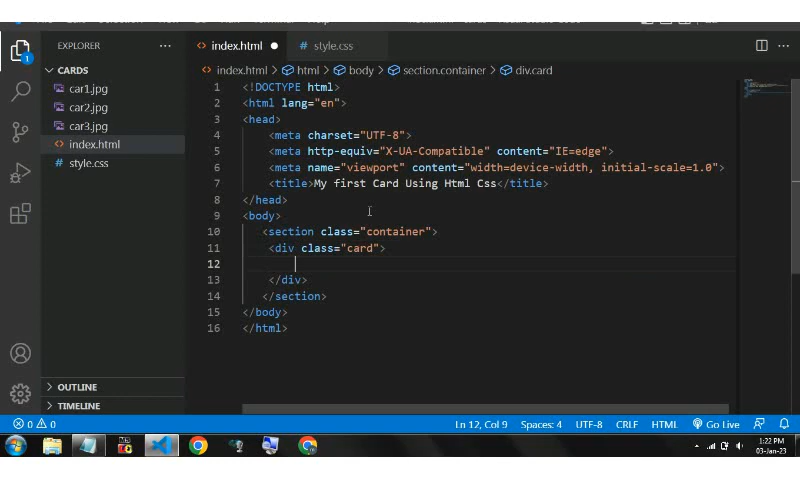 EXPLORER
index.html
style.css
CARDS
index.html
html
body
section.container
div.card
car1.jpg
car2.jpg
car3.jpg
index.html
style.css
1 <!DOCTYPE html>
2 <html lang="en">
3 <head>
4 <meta charset="UTF-8">
5 <meta http-equiv="X-UA-Compatible" content="IE=edge">
6 <meta name="viewport" content="width=device-width, initial-scale=1.0">
7 <title>My first Card Using Html Css</title>
8 </head>
9 <body>
10 <section class="container">
11 <div class="card">
12
13 </div>
14 </section>
15 </body>
16 </html>
1
OUTLINE
TIMELINE
0 0
Ln 12, Col 9
Spaces: 4
UTF-8
CRLF
HTML
Go Live
1:22 PM
03-Jan-23